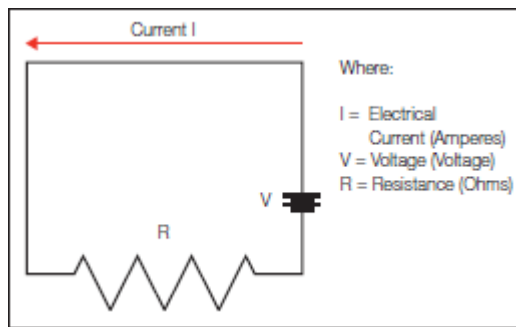 Current I
Where:
I = Electrical
Current (Amperes)
V = Voltage (Voltage)
R = Resistance (Ohms)
V
R